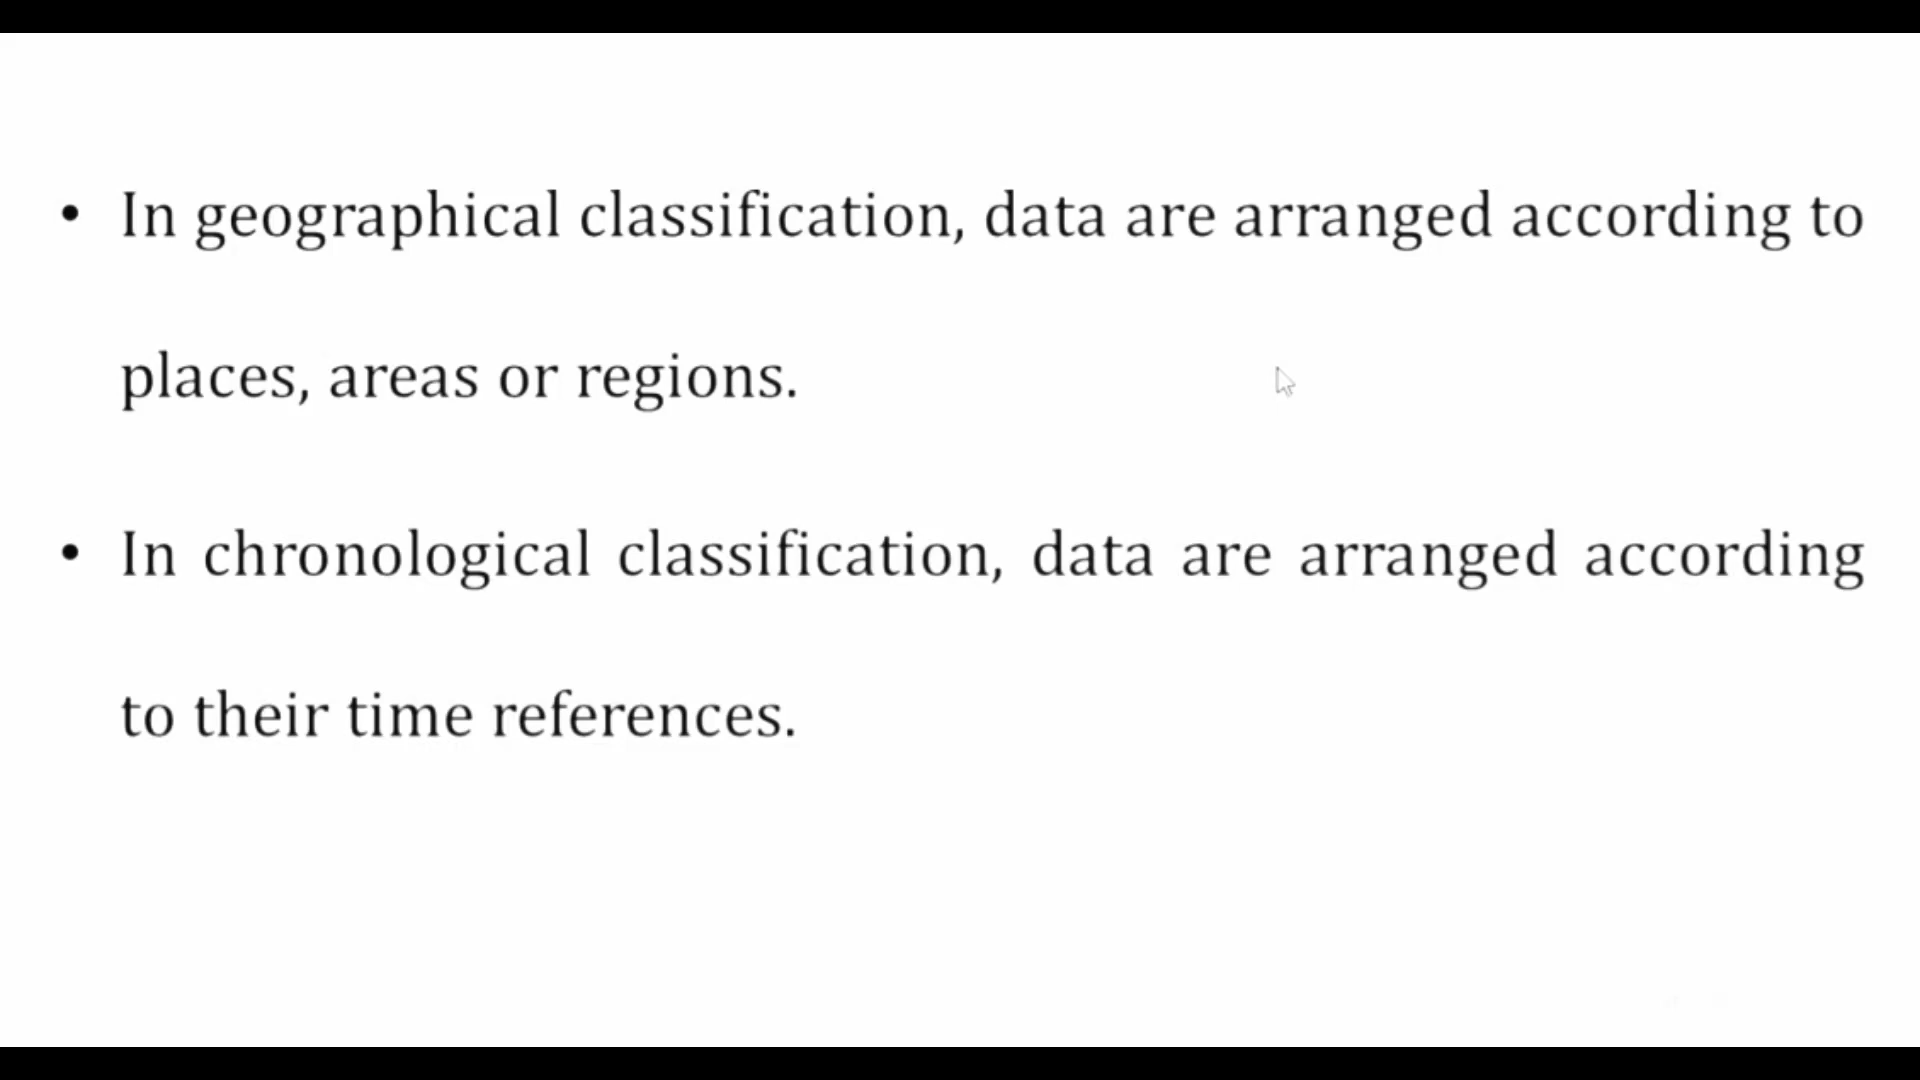 • In geographical classification, data are arranged according to
places, areas or regions.
• In chronological classification, data are arranged according
to their time references.